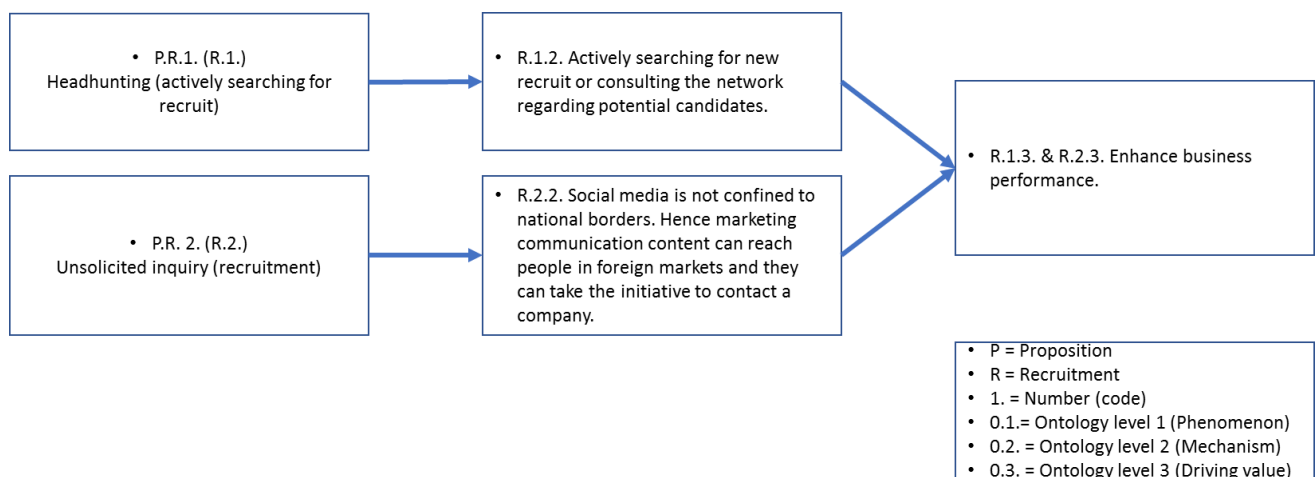 • P.R.1. (R.1.)
Headhunting (actively searching for
recruit)
• R.1.2. Actively searching for new
recruit or consulting the network
regarding potential candidates.
• R.1.3. & R.2.3. Enhance business
performance.
• P.R. 2. (R.2.)
Unsolicited inquiry (recruitment)
• R.2.2. Social media is not confined to
national borders. Hence marketing
communication content can reach
people in foreign markets and they
can take the initiative to contact a
company.
• P = Proposition
• R = Recruitment
• 1. = Number (code)
• 0.1.= Ontology level 1 (Phenomenon)
• 0.2. = Ontology level 2 (Mechanism)
• 0.3. = Ontology level 3 (Driving value)